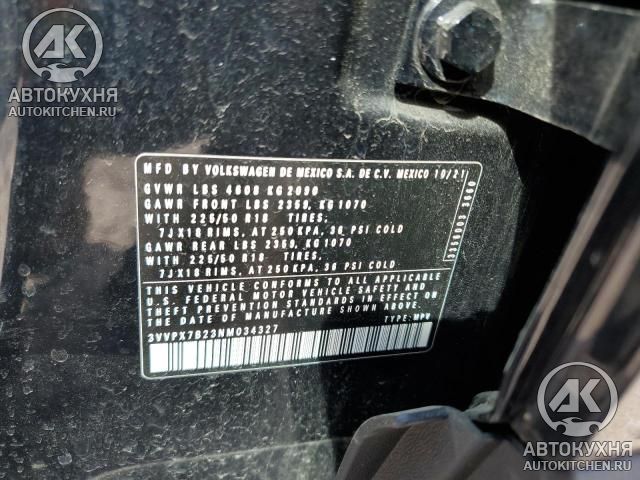 АК
АВТОКУХНЯ
AUTOKITCHEN.RU
MFD BY VOLKSWAGEN DE MEXICO S.A. DE C.V. MEXICO 10/21
GVWR LBS 4608 KG2090
GAWR FRONT LBS 2359, KG1070
WITH 225/50 R18 TIRES,
7JX18 RIMS, AT 250KPA, 36 PSI COLD
GAWR REAR LBS 2359, KG1070
WITH 225/50 R18 TIRES,
7JX18 RIMS, AT 250KPA, 36 PSI COLD
THIS VEHICLE CONFORMS TO ALL APPLICABLE
U.S. FEDERAL MOTOR VEHICLE SAFETY AND
THEFT PREVENTION STANDARDS IN EFFECT ON
THE DATE OF MANUFACTURE SHOWN ABOVE.
3VVPX7B23NM034327 TYPE: MPV
АК
АВТОКУХНЯ
WWW.AUTOKITCHEN.RU